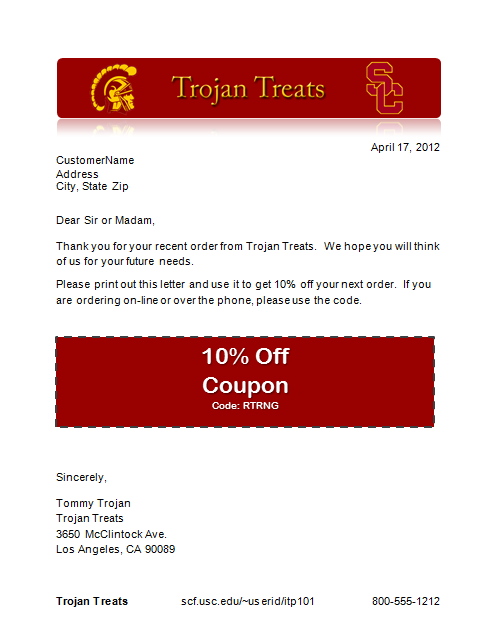 Trojan Treats
SC
April 17, 2012
CustomerName
Address
City, State Zip
Dear Sir or Madam,
Thank you for your recent order from Trojan Treats. We hope you will think
of us for your future needs.
Please print out this letter and use it to get 10% off your next order. If you
are ordering on-line or over the phone, please use the code.
10% Off
Coupon
Code: RTRNG
Sincerely,
Tommy Trojan
Trojan Treats
3650 McClintock Ave.
Los Angeles, CA 90089
Trojan Treats scf.usc.edu/~userid/itp101 800-555-1212